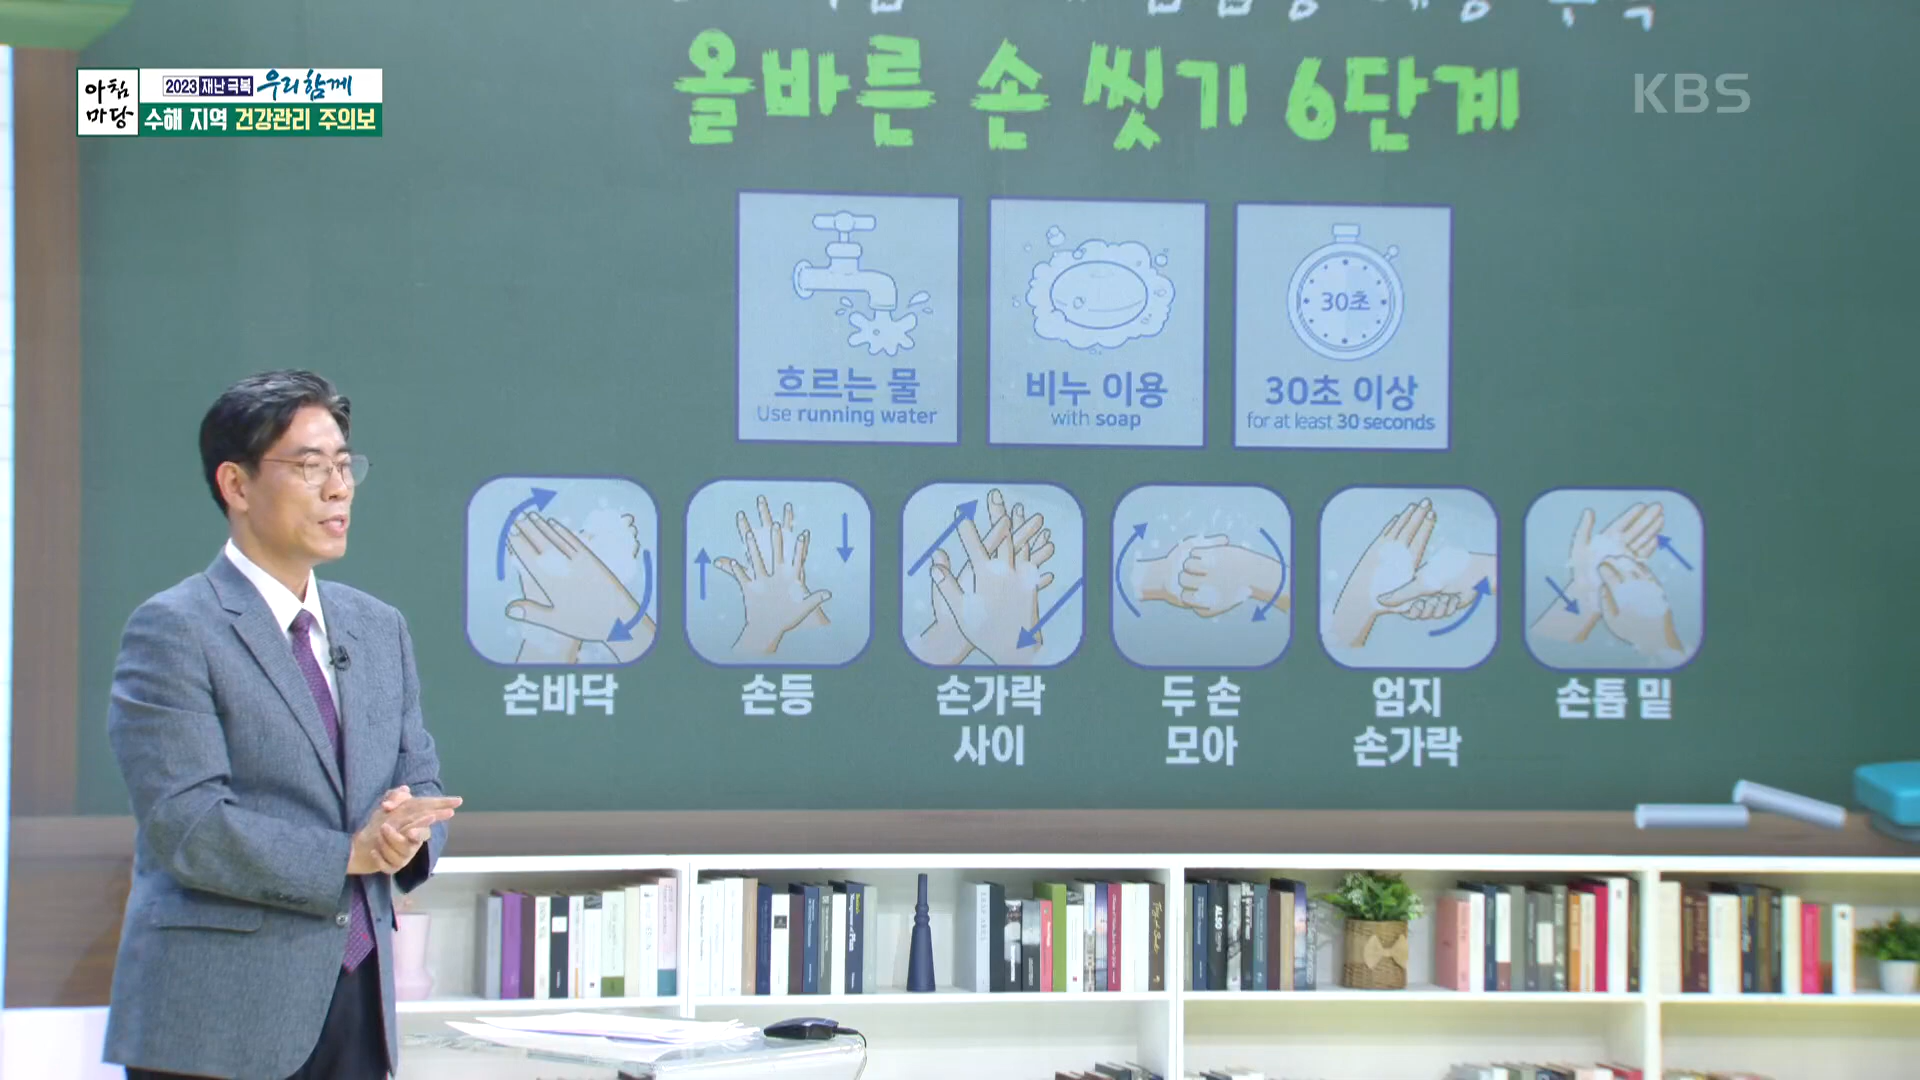 아침
마당
2023 재난 극복 우리 함께
수해 지역 건강관리 주의보
KBS
올바른 손 씻기 6단계
30초
흐르는 물
Use running water
비누 이용
with soap
30초 이상
for at least 30 seconds
손바닥
손등
손가락
사이
두 손
모아
엄지
손가락
손톱 밑